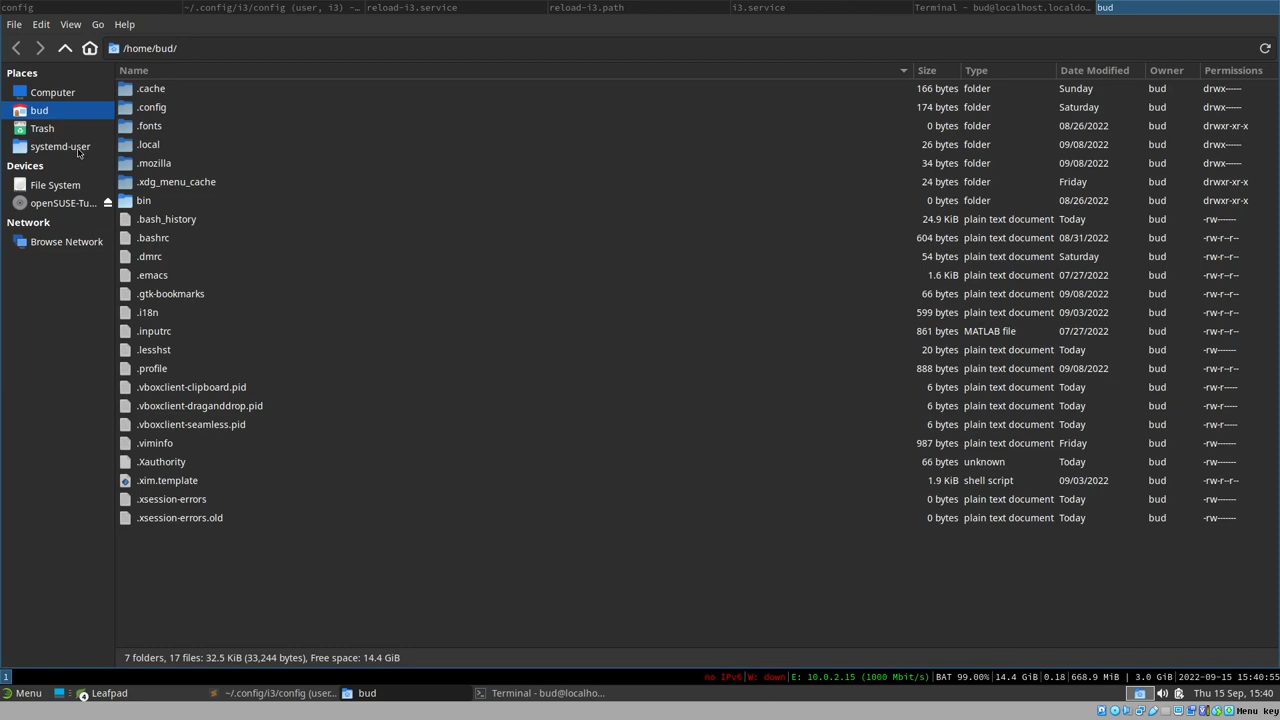 config ~/.config/i3/config (user, i3) -... reload-i3.service reload-i3.path i3.service Terminal - bud@localhost.localdo... bud
File Edit View Go Help
/home/bud/
Places
Computer
bud
Trash
systemd-user
Devices
File System
openSUSE-Tu...
Network
Browse Network
Name Size Type Date Modified Owner Permissions
.cache 166 bytes folder Sunday bud drwx------
.config 174 bytes folder Saturday bud drwx------
.fonts 0 bytes folder 08/26/2022 bud drwxr-xr-x
.local 26 bytes folder 09/08/2022 bud drwx------
.mozilla 34 bytes folder 09/08/2022 bud drwx------
.xdg_menu_cache 24 bytes folder Friday bud drwxr-xr-x
bin 0 bytes folder 08/26/2022 bud drwxr-xr-x
.bash_history 24.9 KiB plain text document Today bud -rw-------
.bashrc 604 bytes plain text document 08/31/2022 bud -rw-r--r--
.dmrc 54 bytes plain text document Saturday bud -rw-r--r--
.emacs 1.6 KiB plain text document 07/27/2022 bud -rw-r--r--
.gtk-bookmarks 66 bytes plain text document 09/08/2022 bud -rw-r--r--
.i18n 599 bytes plain text document 09/03/2022 bud -rw-r--r--
.inputrc 861 bytes MATLAB file 07/27/2022 bud -rw-r--r--
.lesshst 20 bytes plain text document Today bud -rw-------
.profile 888 bytes plain text document 09/08/2022 bud -rw-r--r--
.vboxclient-clipboard.pid 6 bytes plain text document Today bud -rw-r-----
.vboxclient-draganddrop.pid 6 bytes plain text document Today bud -rw-r-----
.vboxclient-seamless.pid 6 bytes plain text document Today bud -rw-r-----
.viminfo 987 bytes plain text document Friday bud -rw-------
.Xauthority 66 bytes unknown Today bud -rw-------
.xim.template 1.9 KiB shell script 09/03/2022 bud -rw-r--r--
.xsession-errors 0 bytes plain text document Today bud -rw-------
.xsession-errors.old 0 bytes plain text document Today bud -rw-------
7 folders, 17 files: 32.5 KiB (33,244 bytes), Free space: 14.4 GiB
1 no IPv6 | W: down | E: 10.0.2.15 (1000 Mbit/s) | BAT 99.00% | 14.4 GiB | 0.18 | 668.9 MiB | 3.0 GiB | 2022-09-15 15:40:55
Menu 4 Leafpad ~/.config/i3/config (user... bud Terminal - bud@localho... Thu 15 Sep, 15:40
Menu key